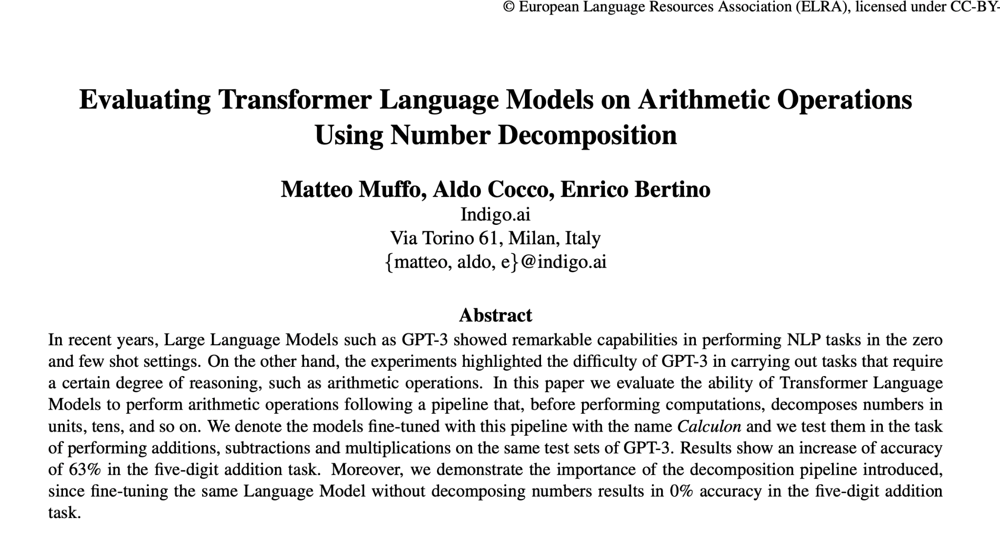 © European Language Resources Association (ELRA), licensed under CC-BY-
Evaluating Transformer Language Models on Arithmetic Operations
Using Number Decomposition
Matteo Muffo, Aldo Cocco, Enrico Bertino
Indigo.ai
Via Torino 61, Milan, Italy
{matteo, aldo, e}@indigo.ai
Abstract
In recent years, Large Language Models such as GPT-3 showed remarkable capabilities in performing NLP tasks in the zero
and few shot settings. On the other hand, the experiments highlighted the difficulty of GPT-3 in carrying out tasks that require
a certain degree of reasoning, such as arithmetic operations. In this paper we evaluate the ability of Transformer Language
Models to perform arithmetic operations following a pipeline that, before performing computations, decomposes numbers in
units, tens, and so on. We denote the models fine-tuned with this pipeline with the name Calculon and we test them in the task
of performing additions, subtractions and multiplications on the same test sets of GPT-3. Results show an increase of accuracy
of 63% in the five-digit addition task. Moreover, we demonstrate the importance of the decomposition pipeline introduced,
since fine-tuning the same Language Model without decomposing numbers results in 0% accuracy in the five-digit addition
task.